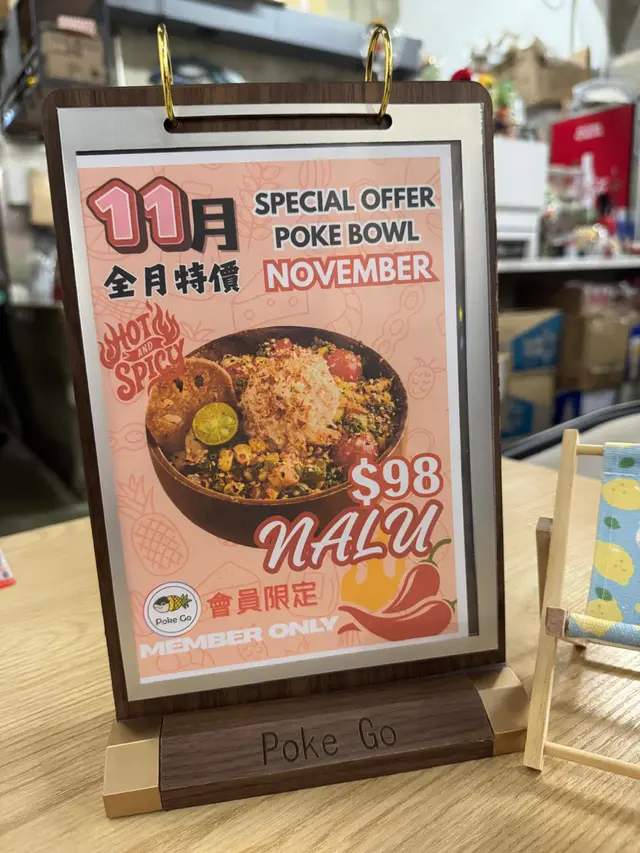 11月
全月特價
SPECIAL OFFER
POKE BOWL
NOVEMBER
HOT
AND
SPICY
$98
NALU
Poke Go
會員限定
MEMBER ONLY
Poke Go